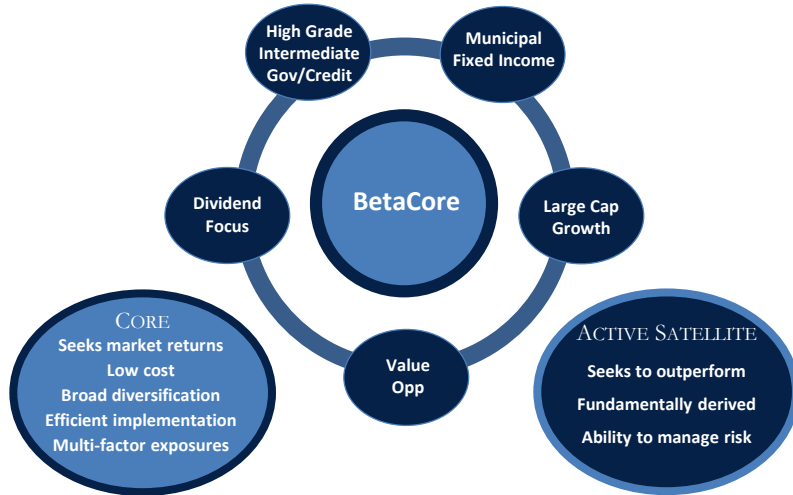 High Grade
Intermediate
Gov/Credit
Municipal
Fixed Income
BetaCore
Dividend
Focus
Large Cap
Growth
Value
Opp
CORE
Seeks market returns
Low cost
Broad diversification
Efficient implementation
Multi-factor exposures
ACTIVE SATELLITE
Seeks to outperform
Fundamentally derived
Ability to manage risk